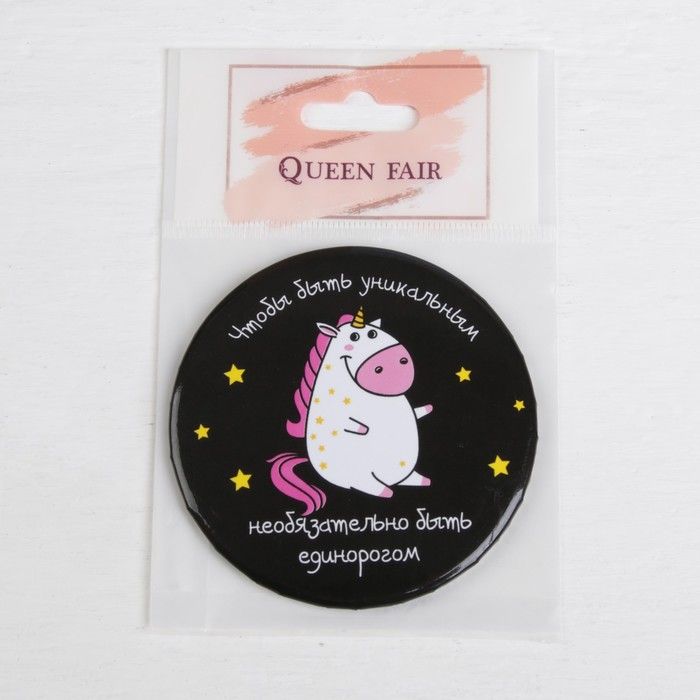 QUEEN FAIR
Чтобы быть уникальным
необязательно быть
единорогом